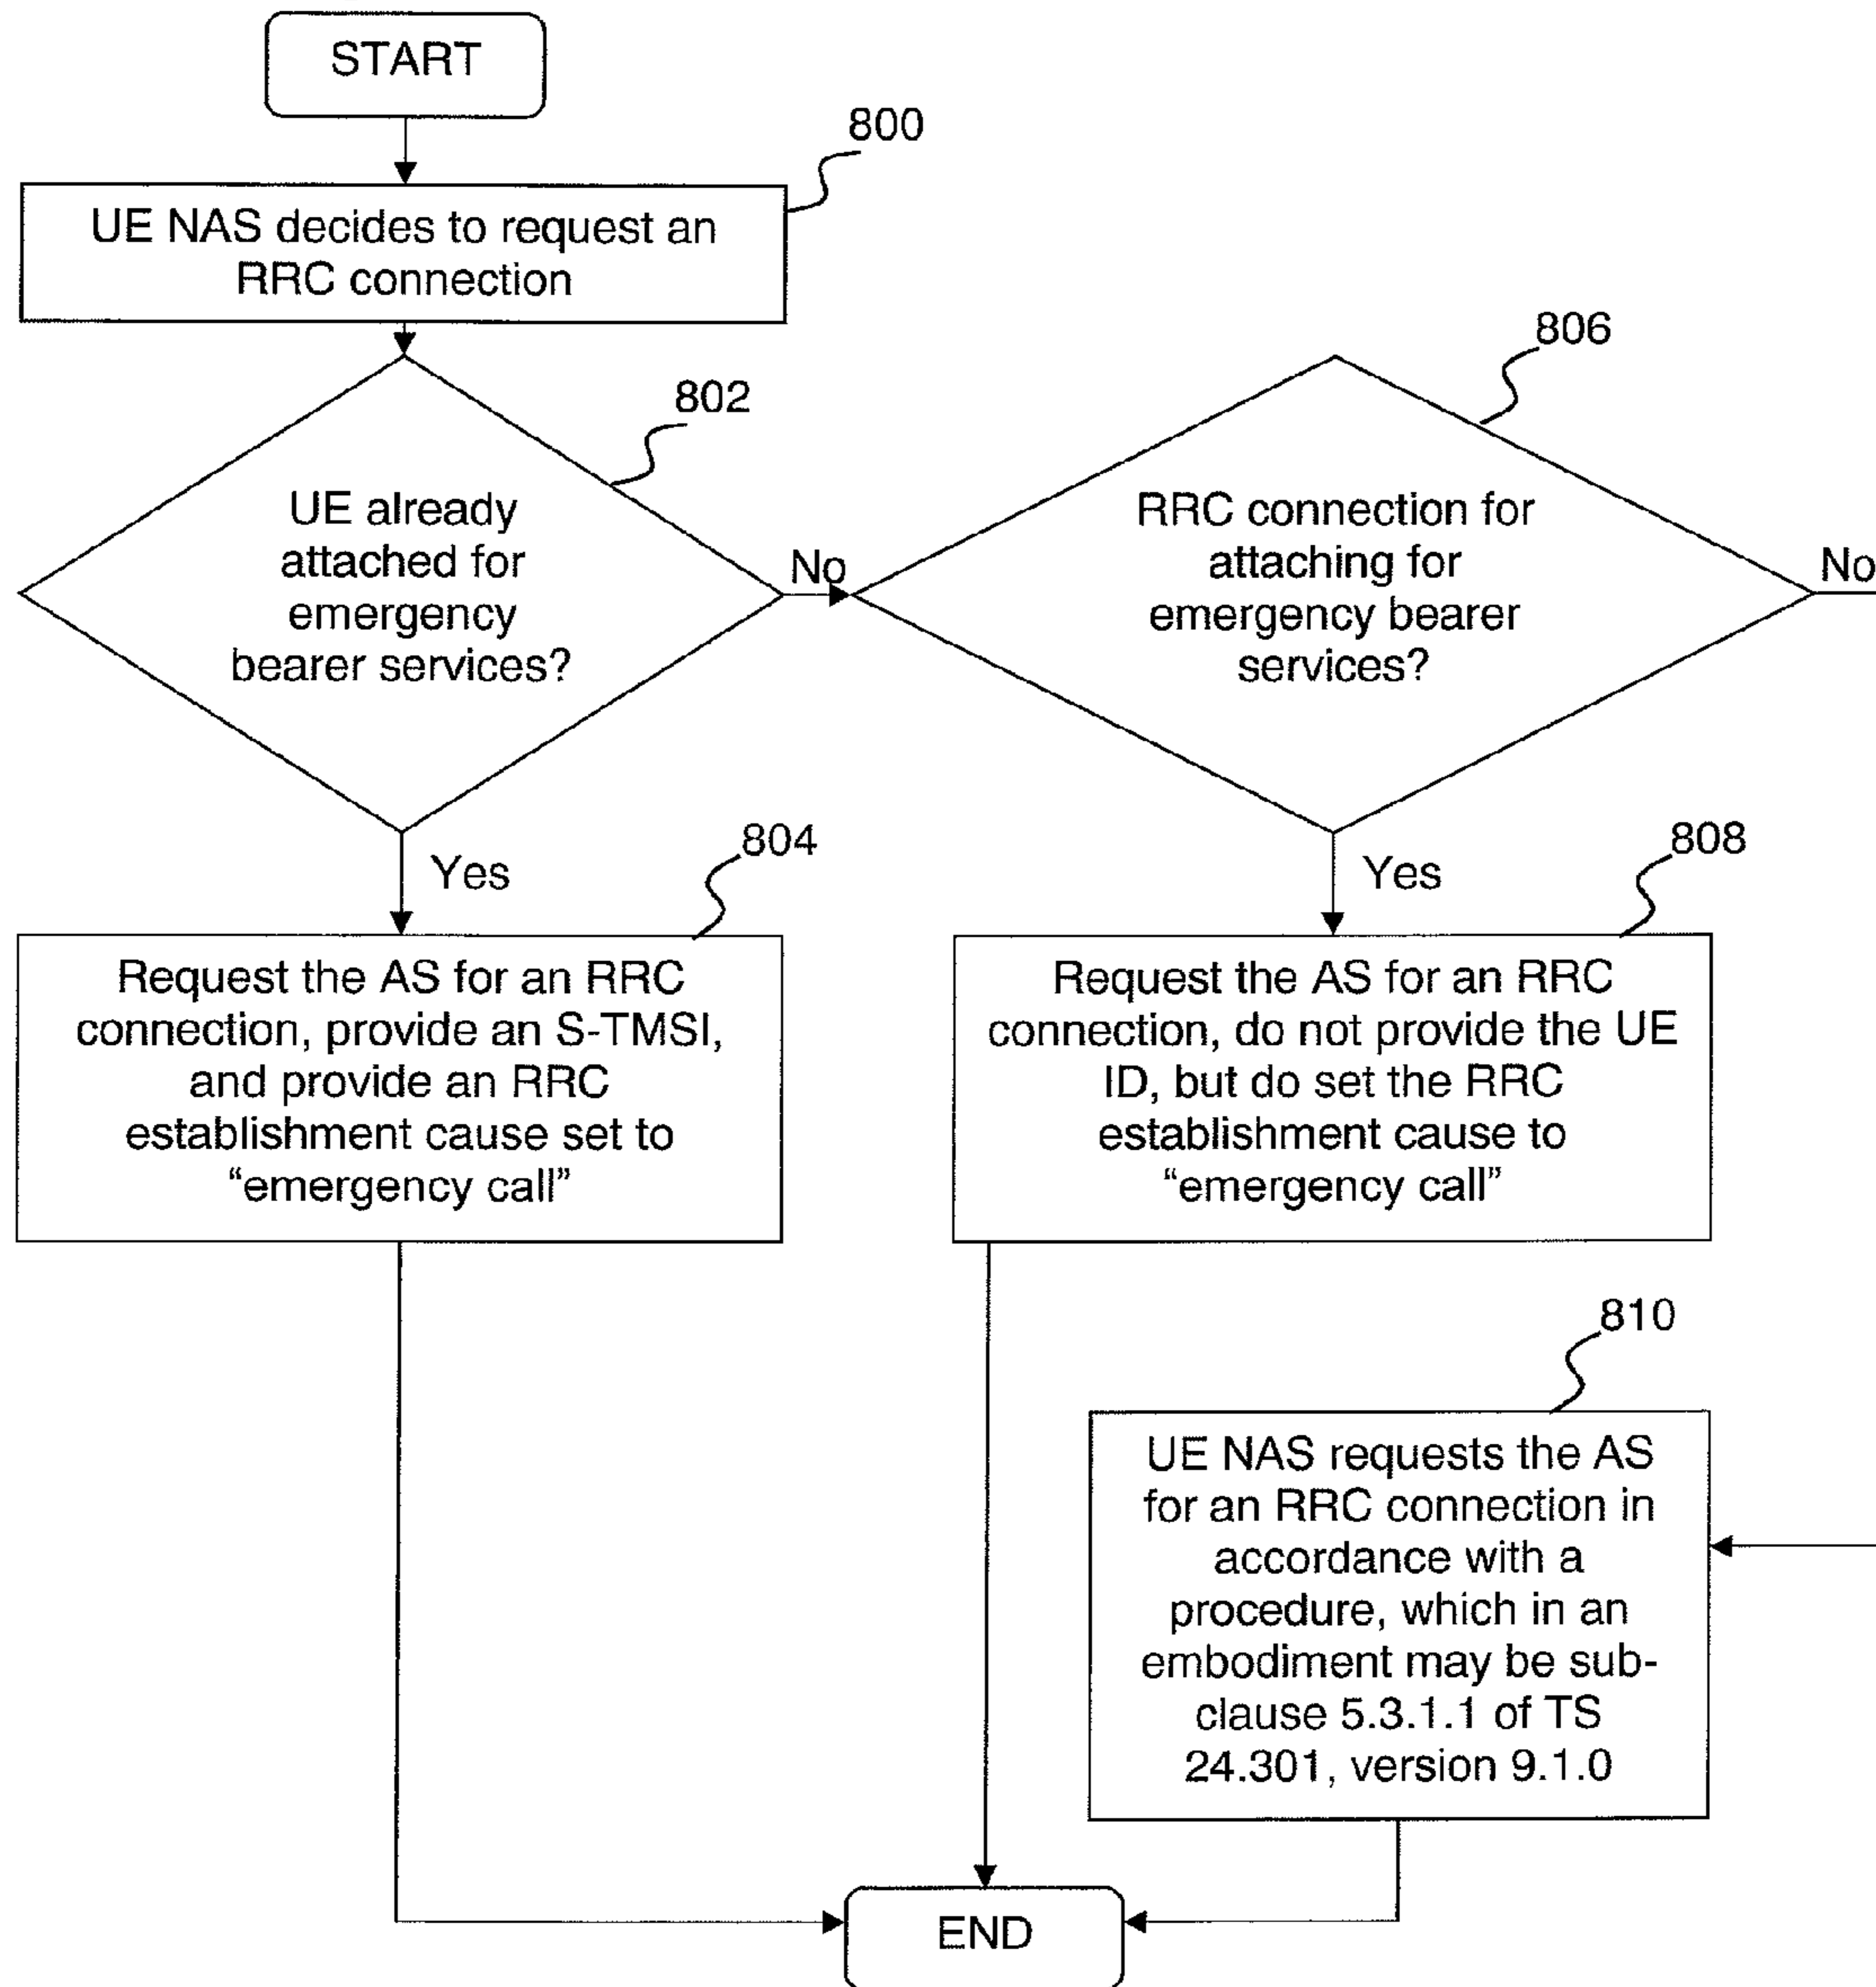 START
800
UE NAS decides to request an
RRC connection
802
UE already
attached for
emergency
bearer services?
No
806
RRC connection for
attaching for
emergency bearer
services?
No
Yes
804
Request the AS for an RRC
connection, provide an S-TMSI,
and provide an RRC
establishment cause set to
“emergency call”
Yes
808
Request the AS for an RRC
connection, do not provide the UE
ID, but do set the RRC
establishment cause to
“emergency call”
810
UE NAS requests the AS
for an RRC connection in
accordance with a
procedure, which in an
embodiment may be sub-
clause 5.3.1.1 of TS
24.301, version 9.1.0
END